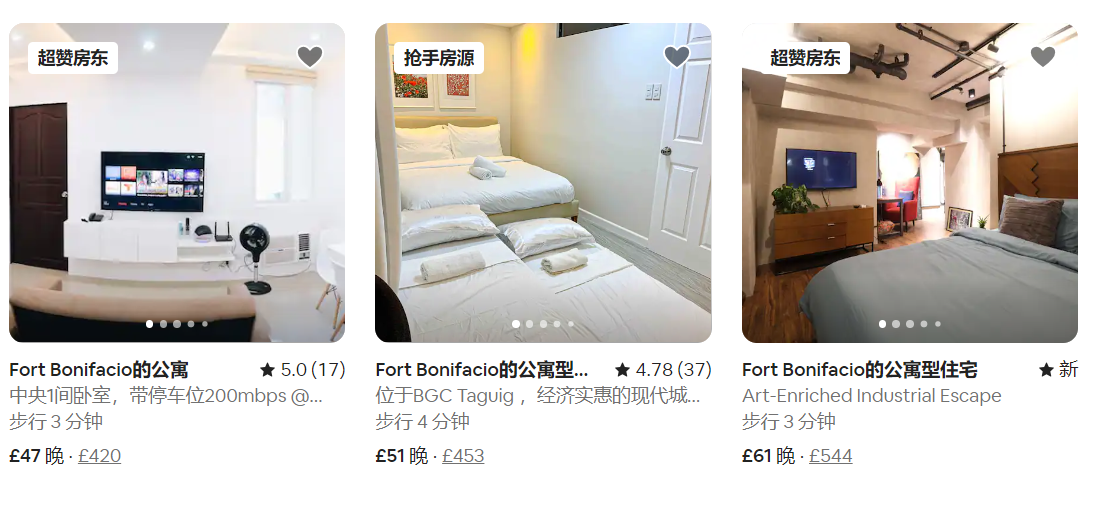 超赞房东
Fort Bonifacio的公寓
5.0 (17)
中央1间卧室，带停车位200mbps @...
步行 3 分钟
£47 晚 · £420
抢手房源
Fort Bonifacio的公寓型...
4.78 (37)
位于BGC Taguig ，经济实惠的现代城...
步行 4 分钟
£51 晚 · £453
超赞房东
Fort Bonifacio的公寓型住宅
新
Art-Enriched Industrial Escape
步行 3 分钟
£61 晚 · £544